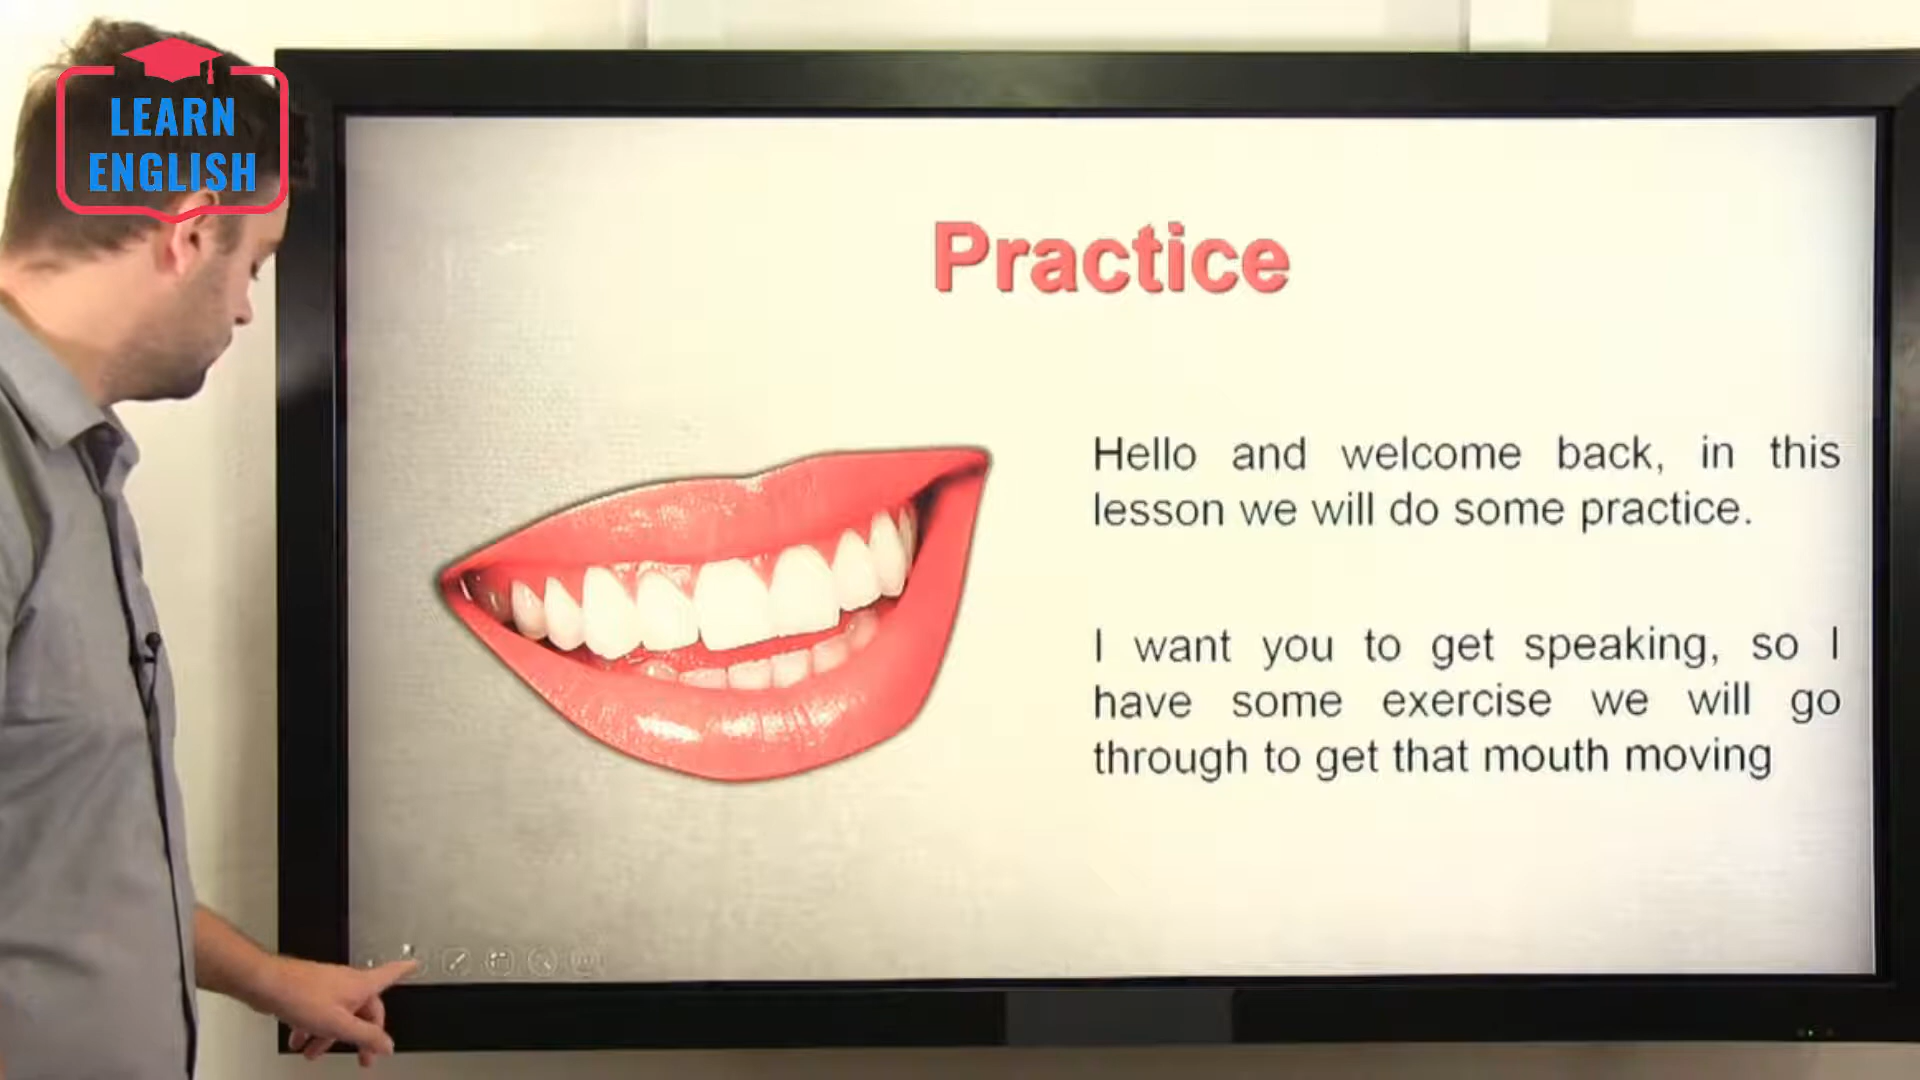 LEARN
ENGLISH
Practice
Hello and welcome back, in this
lesson we will do some practice.
I want you to get speaking, so I
have some exercise we will go
through to get that mouth moving